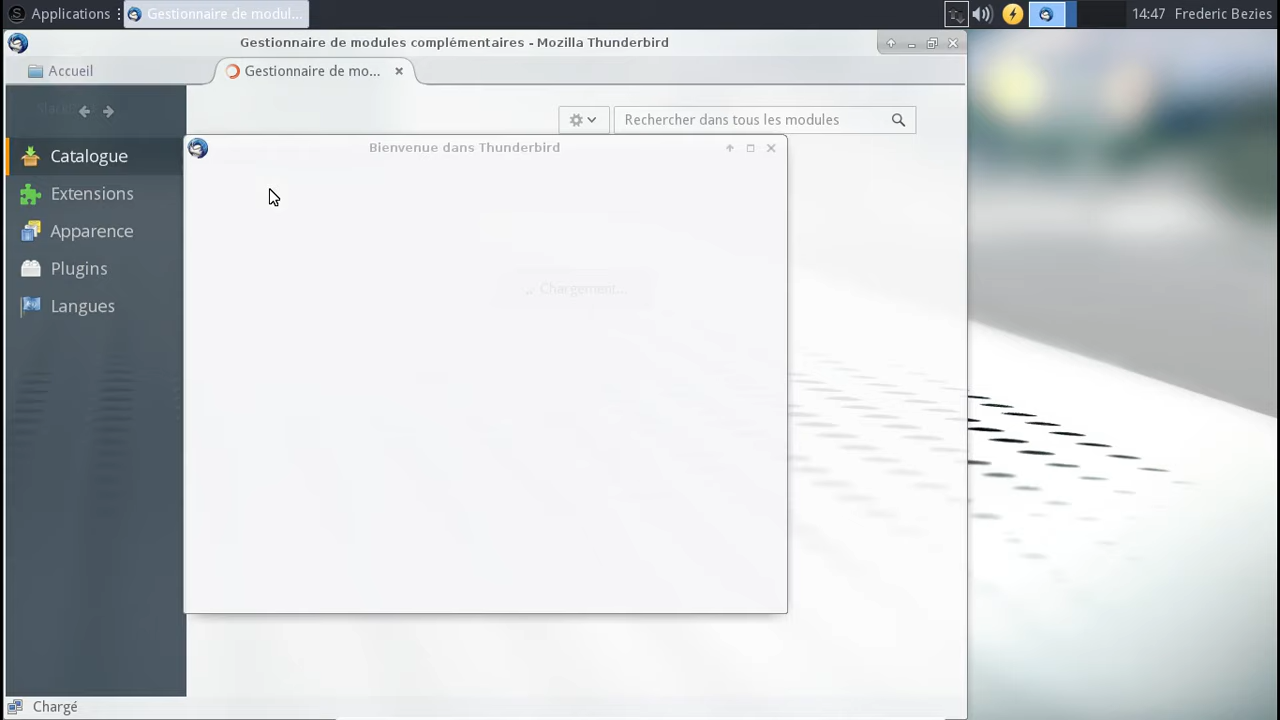 Applications
Gestionnaire de modul...
14:47
Frederic Bezies
Gestionnaire de modules complémentaires - Mozilla Thunderbird
Accueil
Gestionnaire de mo...
Rechercher dans tous les modules
Bienvenue dans Thunderbird
Catalogue
Extensions
Apparence
Plugins
Langues
Chargement...
Chargé